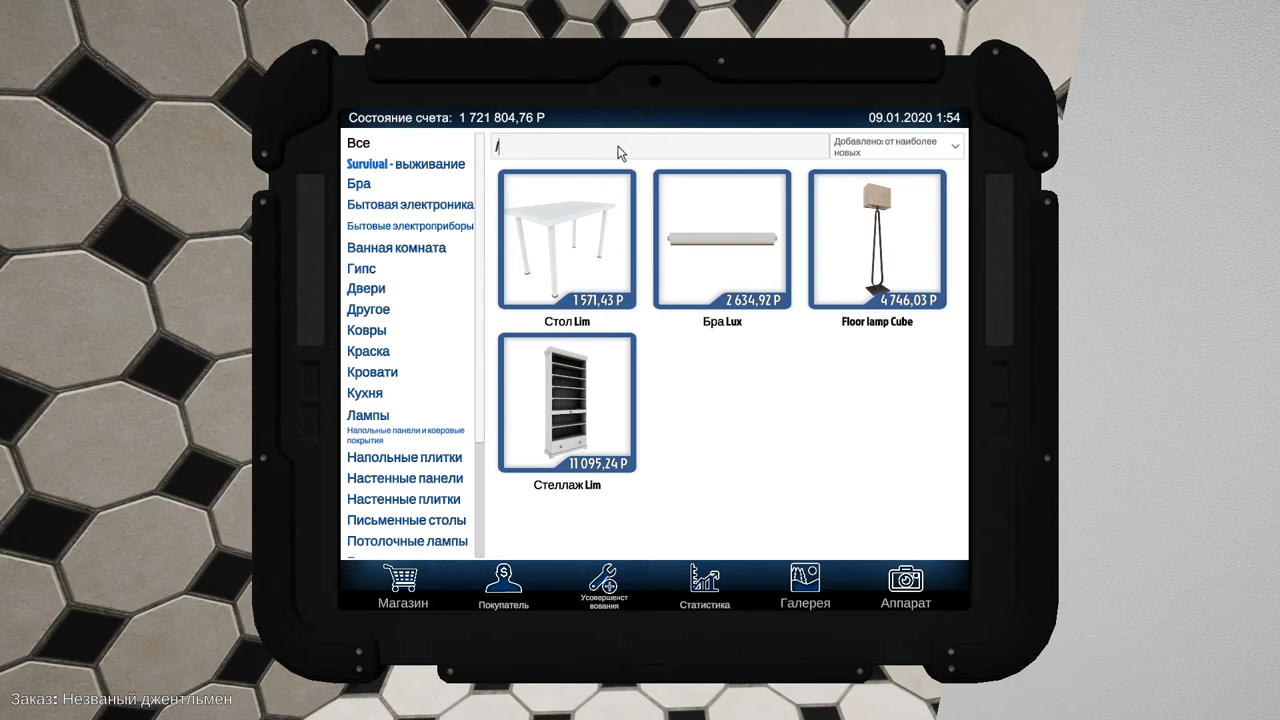 Состояние счета: 1 721 804,76 Р
09.01.2020 1:54
Все
Survival - выживание
Бра
Бытовая электроника
Бытовые электроприборы
Ванная комната
Гипс
Двери
Другое
Ковры
Краска
Кровати
Кухня
Лампы
Напольные панели и ковровые
покрытия
Напольные плитки
Настенные панели
Настенные плитки
Письменные столы
Потолочные лампы
Добавлено: от наиболее
новых
1 571,43 Р
Стол Lim
2 634,92 Р
Бра Lux
4 746,03 Р
Floor lamp Cube
11 095,24 Р
Стеллаж Lim
Магазин
Покупатель
Усовершенст
вования
Статистика
Галерея
Аппарат
Заказ: Незваный джентльмен